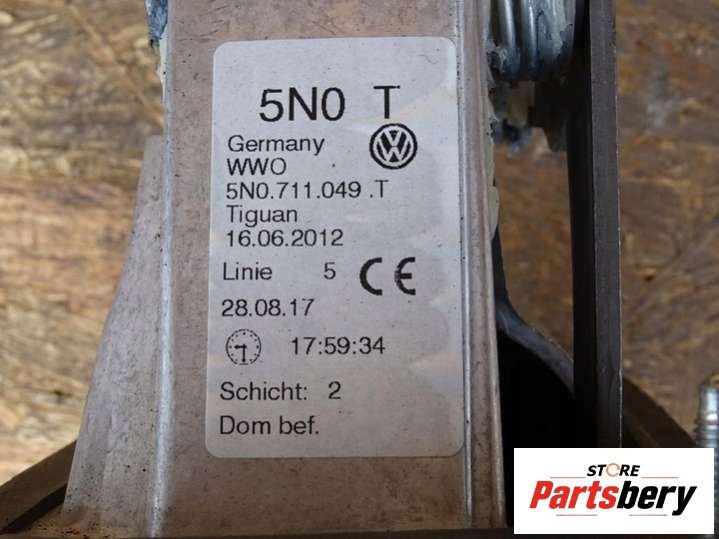 5N0 T
Germany
WWO
5N0.711.049 .T
Tiguan
16.06.2012
Linie 5 CE
28.08.17
17:59:34
Schicht: 2
Dom bef.
STORE
Partsbery